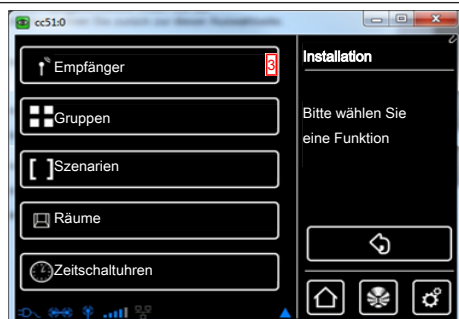 cc51:0
Empfänger
3
Gruppen
[ ]Szenarien
Räume
Zeitschaltuhren
Installation
Bitte wählen Sie
eine Funktion